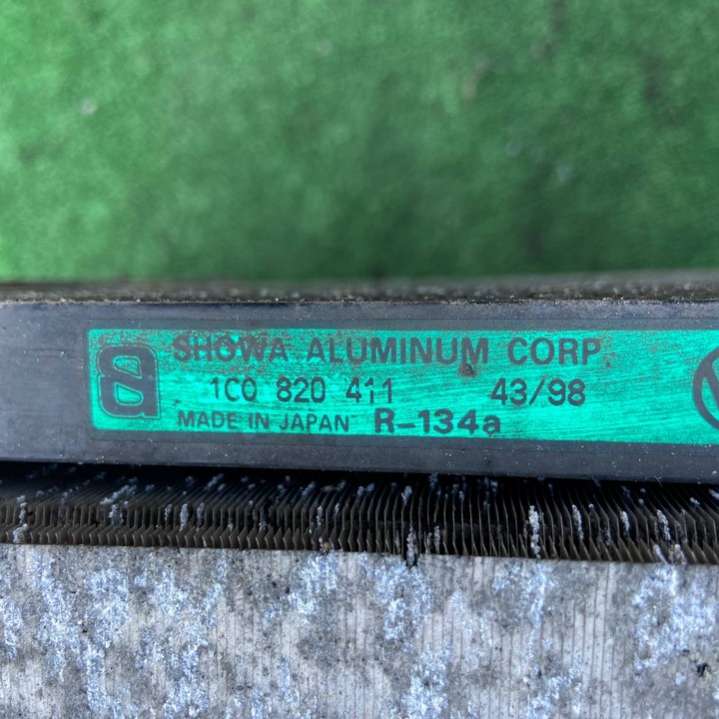 SHOWA ALUMINUM CORP.
1C0 820 411 43/98
MADE IN JAPAN R-134a